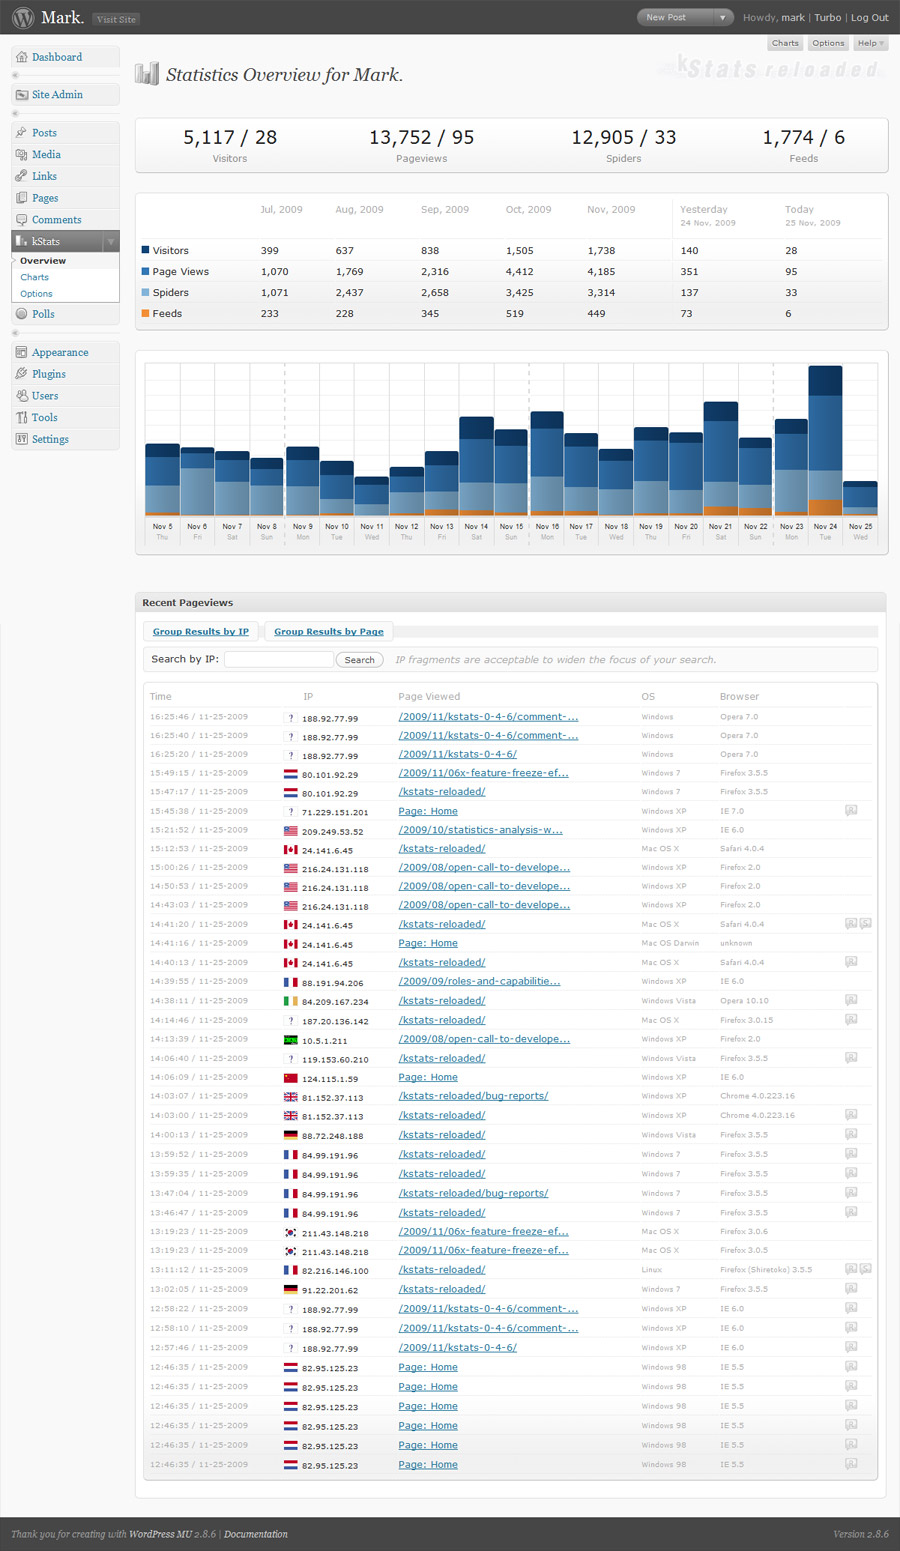 Mark. Visit Site New Post Howdy, mark | Turbo | Log Out
Charts Options Help
Dashboard
Site Admin
Posts
Media
Links
Pages
Comments
kStats
Overview
Charts
Options
Polls
Appearance
Plugins
Users
Tools
Settings
Statistics Overview for Mark.
kStats reloaded
5,117 / 28 13,752 / 95 12,905 / 33 1,774 / 6
Visitors Pageviews Spiders Feeds
Jul, 2009 Aug, 2009 Sep, 2009 Oct, 2009 Nov, 2009 Yesterday Today
24 Nov, 2009 25 Nov, 2009
Visitors 399 637 838 1,505 1,738 140 28
Page Views 1,070 1,769 2,316 4,412 4,185 351 95
Spiders 1,071 2,437 2,658 3,425 3,314 137 33
Feeds 233 228 345 519 449 73 6
Nov 5 Nov 6 Nov 7 Nov 8 Nov 9 Nov 10 Nov 11 Nov 12 Nov 13 Nov 14 Nov 15 Nov 16 Nov 17 Nov 18 Nov 19 Nov 20 Nov 21 Nov 22 Nov 23 Nov 24 Nov 25
Thu Fri Sat Sun Mon Tue Wed Thu Fri Sat Sun Mon Tue Wed Thu Fri Sat Sun Mon Tue Wed
Recent Pageviews
Group Results by IP Group Results by Page
Search by IP: Search IP fragments are acceptable to widen the focus of your search.
Time IP Page Viewed OS Browser
16:25:46 / 11-25-2009 ? 188.92.77.99 /2009/11/kstats-0-4-6/comment-... Windows Opera 7.0
16:25:40 / 11-25-2009 ? 188.92.77.99 /2009/11/kstats-0-4-6/comment-... Windows Opera 7.0
16:25:20 / 11-25-2009 ? 188.92.77.99 /2009/11/kstats-0-4-6/ Windows Opera 7.0
15:49:15 / 11-25-2009 80.101.92.29 /2009/11/06x-feature-freeze-ef... Windows 7 Firefox 3.5.5
15:47:17 / 11-25-2009 80.101.92.29 /kstats-reloaded/ Windows 7 Firefox 3.5.5
15:45:38 / 11-25-2009 ? 71.229.151.201 Page: Home Windows XP IE 7.0
15:21:52 / 11-25-2009 209.249.53.52 /2009/10/statistics-analysis-w... Windows XP IE 6.0
15:12:53 / 11-25-2009 24.141.6.45 /kstats-reloaded/ Mac OS X Safari 4.0.4
15:00:26 / 11-25-2009 216.24.131.118 /2009/08/open-call-to-develope... Windows XP Firefox 2.0
14:50:53 / 11-25-2009 216.24.131.118 /2009/08/open-call-to-develope... Windows XP Firefox 2.0
14:43:03 / 11-25-2009 216.24.131.118 /2009/08/open-call-to-develope... Windows XP Firefox 2.0
14:41:20 / 11-25-2009 24.141.6.45 /kstats-reloaded/ Mac OS X Safari 4.0.4
14:41:16 / 11-25-2009 24.141.6.45 Page: Home Mac OS Darwin unknown
14:40:13 / 11-25-2009 24.141.6.45 /kstats-reloaded/ Mac OS X Safari 4.0.4
14:39:55 / 11-25-2009 88.191.94.206 /2009/09/roles-and-capabilitie... Windows XP IE 6.0
14:38:11 / 11-25-2009 84.209.167.234 /kstats-reloaded/ Windows Vista Opera 10.10
14:14:46 / 11-25-2009 ? 187.20.136.142 /kstats-reloaded/ Mac OS X Firefox 3.0.15
14:13:39 / 11-25-2009 10.5.1.211 /2009/08/open-call-to-develope... Windows XP Firefox 2.0
14:06:40 / 11-25-2009 ? 119.153.60.210 /kstats-reloaded/ Windows Vista Firefox 3.5.5
14:06:09 / 11-25-2009 124.115.1.59 Page: Home Windows XP IE 6.0
14:03:07 / 11-25-2009 81.152.37.113 /kstats-reloaded/bug-reports/ Windows XP Chrome 4.0.223.16
14:03:00 / 11-25-2009 81.152.37.113 /kstats-reloaded/ Windows XP Chrome 4.0.223.16
14:00:13 / 11-25-2009 88.72.248.188 /kstats-reloaded/ Windows Vista Firefox 3.5.5
13:59:52 / 11-25-2009 84.99.191.96 /kstats-reloaded/ Windows 7 Firefox 3.5.5
13:59:35 / 11-25-2009 84.99.191.96 /kstats-reloaded/ Windows 7 Firefox 3.5.5
13:47:04 / 11-25-2009 84.99.191.96 /kstats-reloaded/bug-reports/ Windows 7 Firefox 3.5.5
13:46:47 / 11-25-2009 84.99.191.96 /kstats-reloaded/ Windows 7 Firefox 3.5.5
13:19:23 / 11-25-2009 211.43.148.218 /2009/11/06x-feature-freeze-ef... Mac OS X Firefox 3.0.6
13:19:23 / 11-25-2009 211.43.148.218 /2009/11/06x-feature-freeze-ef... Mac OS X Firefox 3.0.5
13:11:12 / 11-25-2009 82.216.146.100 /kstats-reloaded/ Linux Firefox (Shiretoko) 3.5.5
13:02:05 / 11-25-2009 91.22.201.62 /kstats-reloaded/ Windows 7 Firefox 3.5.5
12:58:22 / 11-25-2009 ? 188.92.77.99 /2009/11/kstats-0-4-6/comment-... Windows XP IE 6.0
12:58:10 / 11-25-2009 ? 188.92.77.99 /2009/11/kstats-0-4-6/comment-... Windows XP IE 6.0
12:57:46 / 11-25-2009 ? 188.92.77.99 /2009/11/kstats-0-4-6/ Windows XP IE 6.0
12:46:35 / 11-25-2009 82.95.125.23 Page: Home Windows 98 IE 5.5
12:46:35 / 11-25-2009 82.95.125.23 Page: Home Windows 98 IE 5.5
12:46:35 / 11-25-2009 82.95.125.23 Page: Home Windows 98 IE 5.5
12:46:35 / 11-25-2009 82.95.125.23 Page: Home Windows 98 IE 5.5
12:46:35 / 11-25-2009 82.95.125.23 Page: Home Windows 98 IE 5.5
12:46:35 / 11-25-2009 82.95.125.23 Page: Home Windows 98 IE 5.5
Thank you for creating with WordPress MU 2.8.6 | Documentation Version 2.8.6